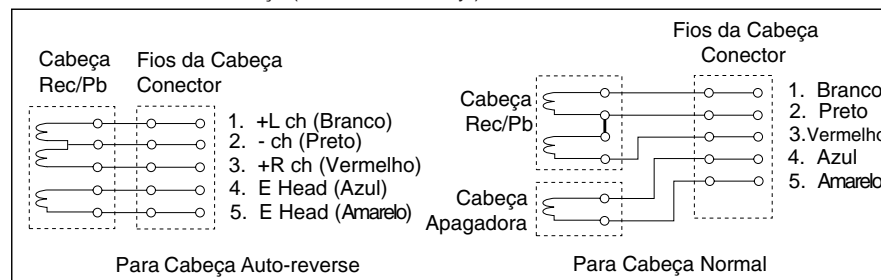 Cabeça Rec/Pb
Fios da Cabeça Conector
1. +L ch (Branco)
2. - ch (Preto)
3. +R ch (Vermelho)
4. E Head (Azul)
5. E Head (Amarelo)
Para Cabeça Auto-reverse
Fios da Cabeça
Conector
Cabeça
Rec/Pb
Cabeça
Apagadora
1. Branco
2. Preto
3.Vermelho
4. Azul
5. Amarelo
Para Cabeça Normal